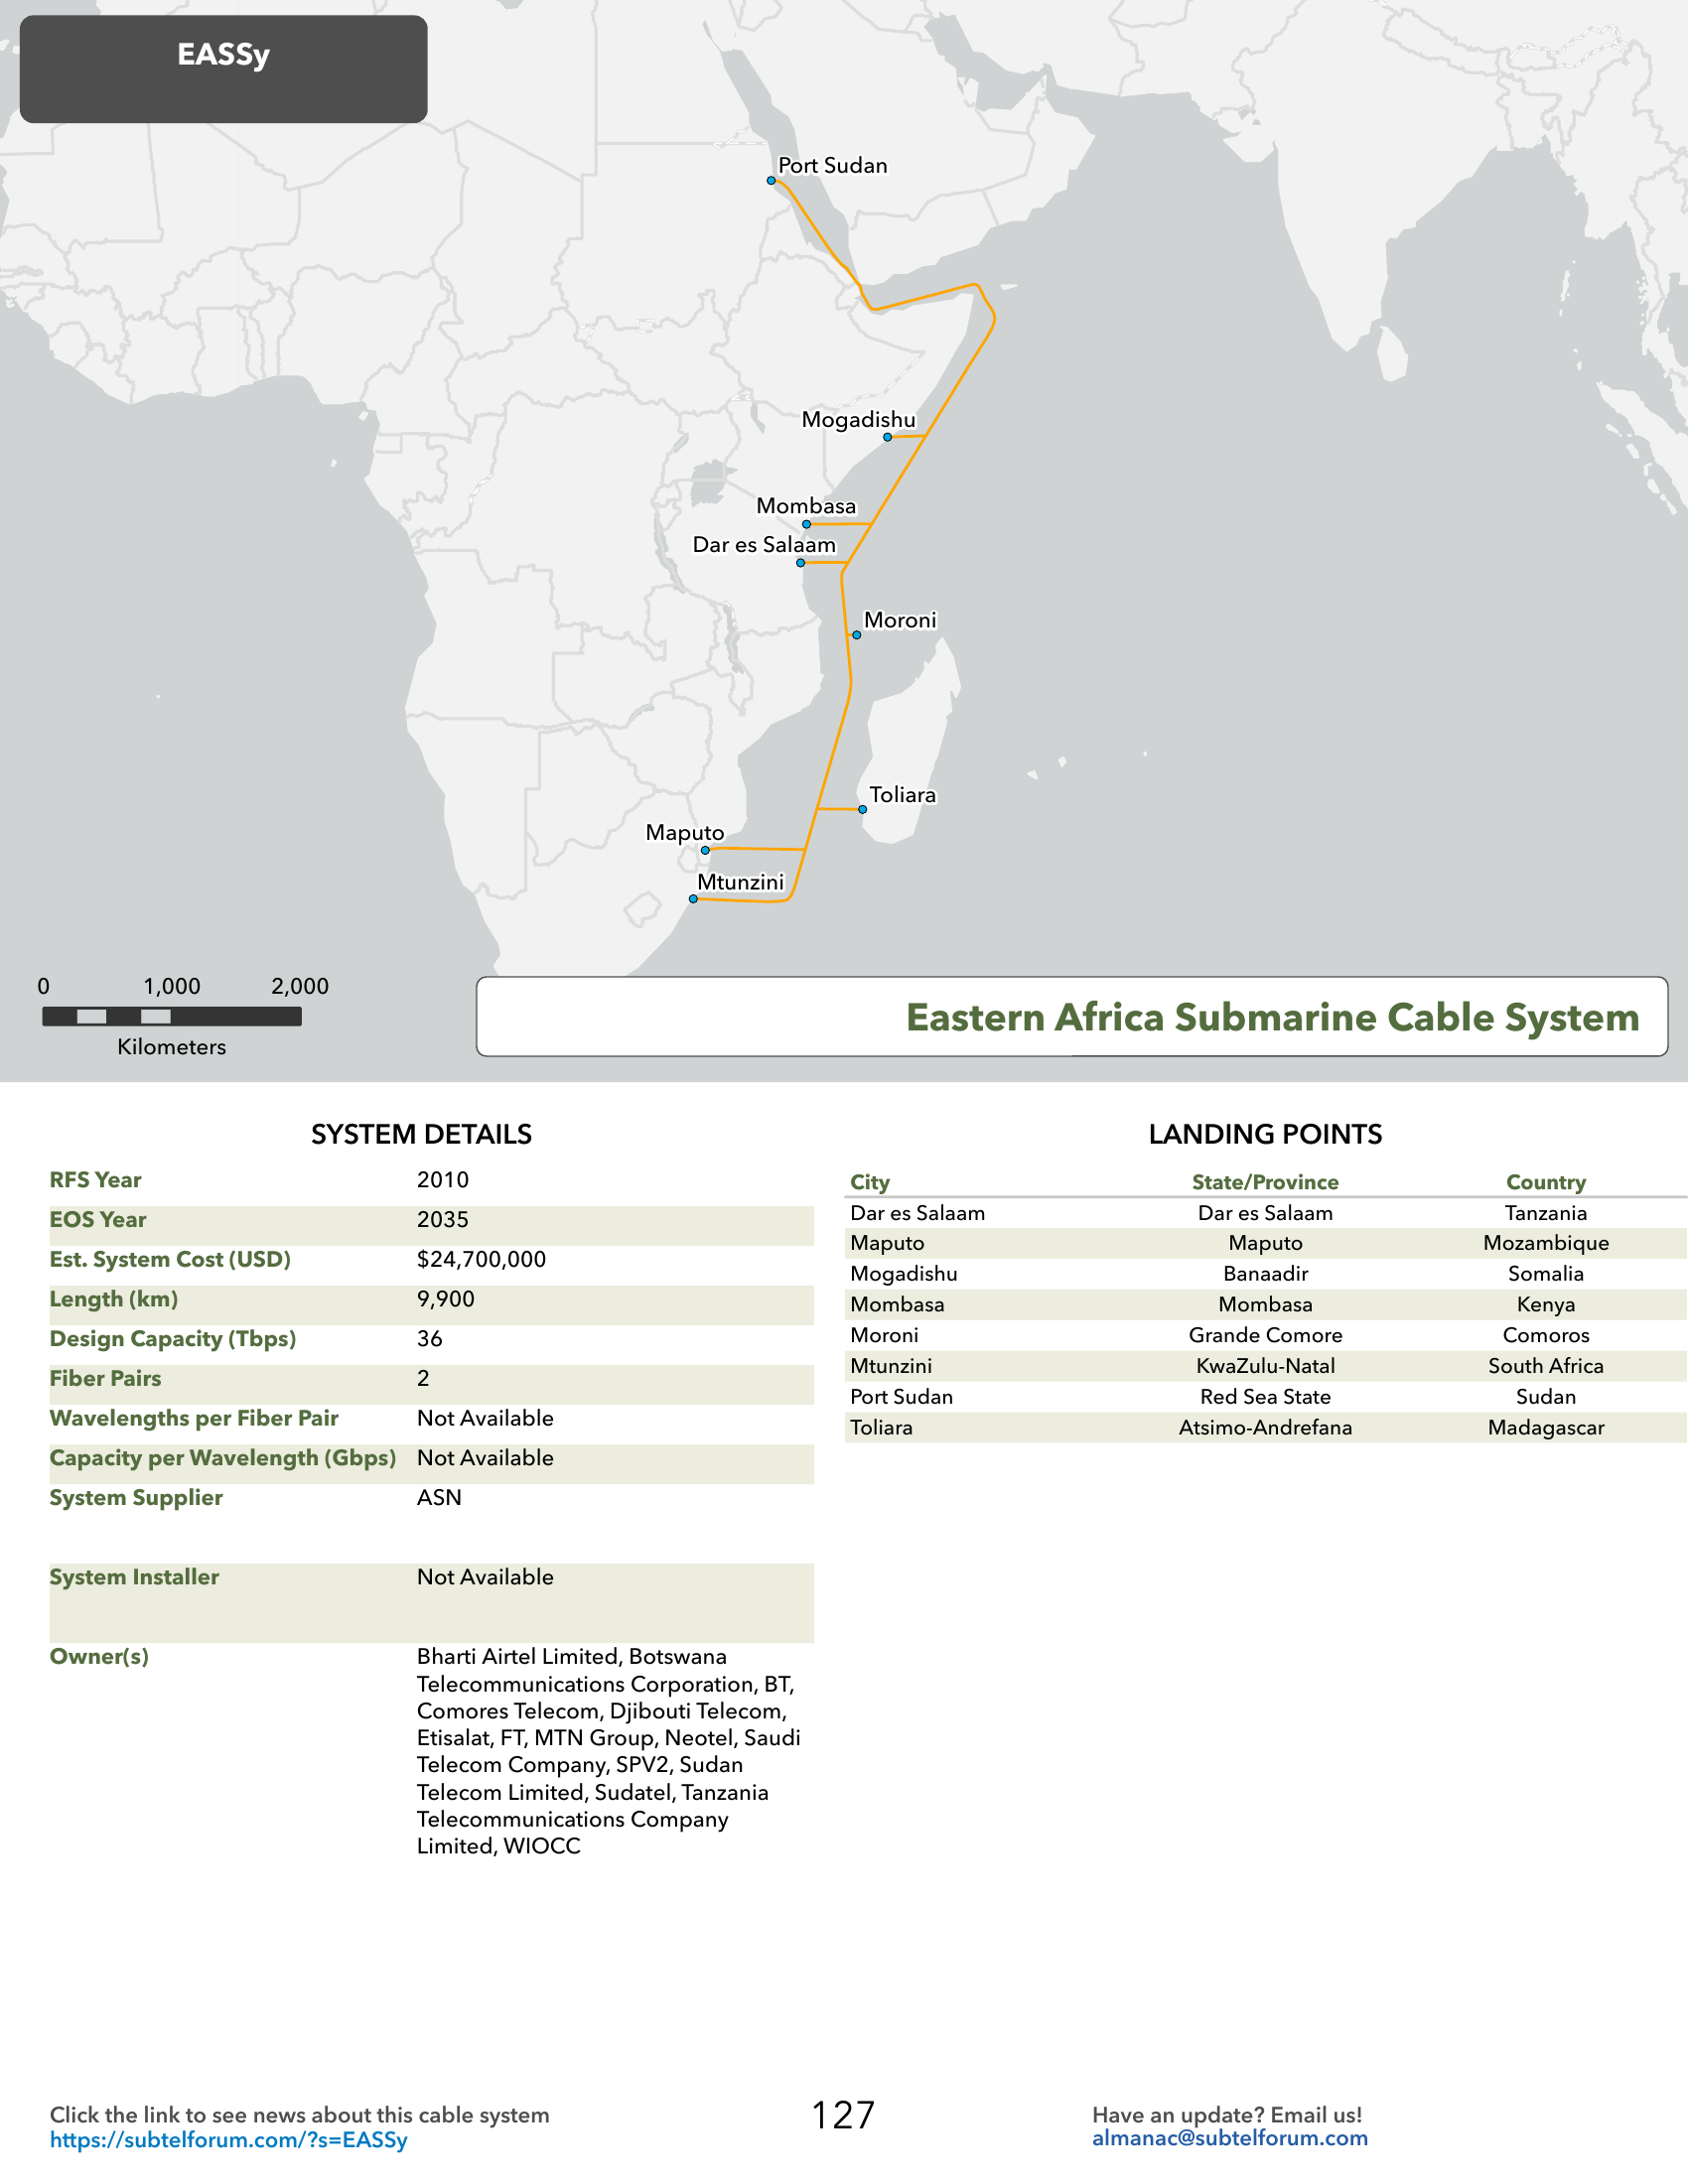 EASSy
Port Sudan
Mogadishu
Mombasa
Dar es Salaam
Moroni
Toliara
Maputo
Mtunzini
0 1,000 2,000
Kilometers
Eastern Africa Submarine Cable System
SYSTEM DETAILS
RFS Year 2010
EOS Year 2035
Est. System Cost (USD) $24,700,000
Length (km) 9,900
Design Capacity (Tbps) 36
Fiber Pairs 2
Wavelengths per Fiber Pair Not Available
Capacity per Wavelength (Gbps) Not Available
System Supplier ASN
System Installer Not Available
Owner(s) Bharti Airtel Limited, Botswana
Telecommunications Corporation, BT,
Comores Telecom, Djibouti Telecom,
Etisalat, FT, MTN Group, Neotel, Saudi
Telecom Company, SPV2, Sudan
Telecom Limited, Sudatel, Tanzania
Telecommunications Company
Limited, WIOCC
LANDING POINTS
City State/Province Country
Dar es Salaam Dar es Salaam Tanzania
Maputo Maputo Mozambique
Mogadishu Banaadir Somalia
Mombasa Mombasa Kenya
Moroni Grande Comore Comoros
Mtunzini KwaZulu-Natal South Africa
Port Sudan Red Sea State Sudan
Toliara Atsimo-Andrefana Madagascar
Click the link to see news about this cable system
https://subtelforum.com/?s=EASSy
127
Have an update? Email us!
almanac@subtelforum.com